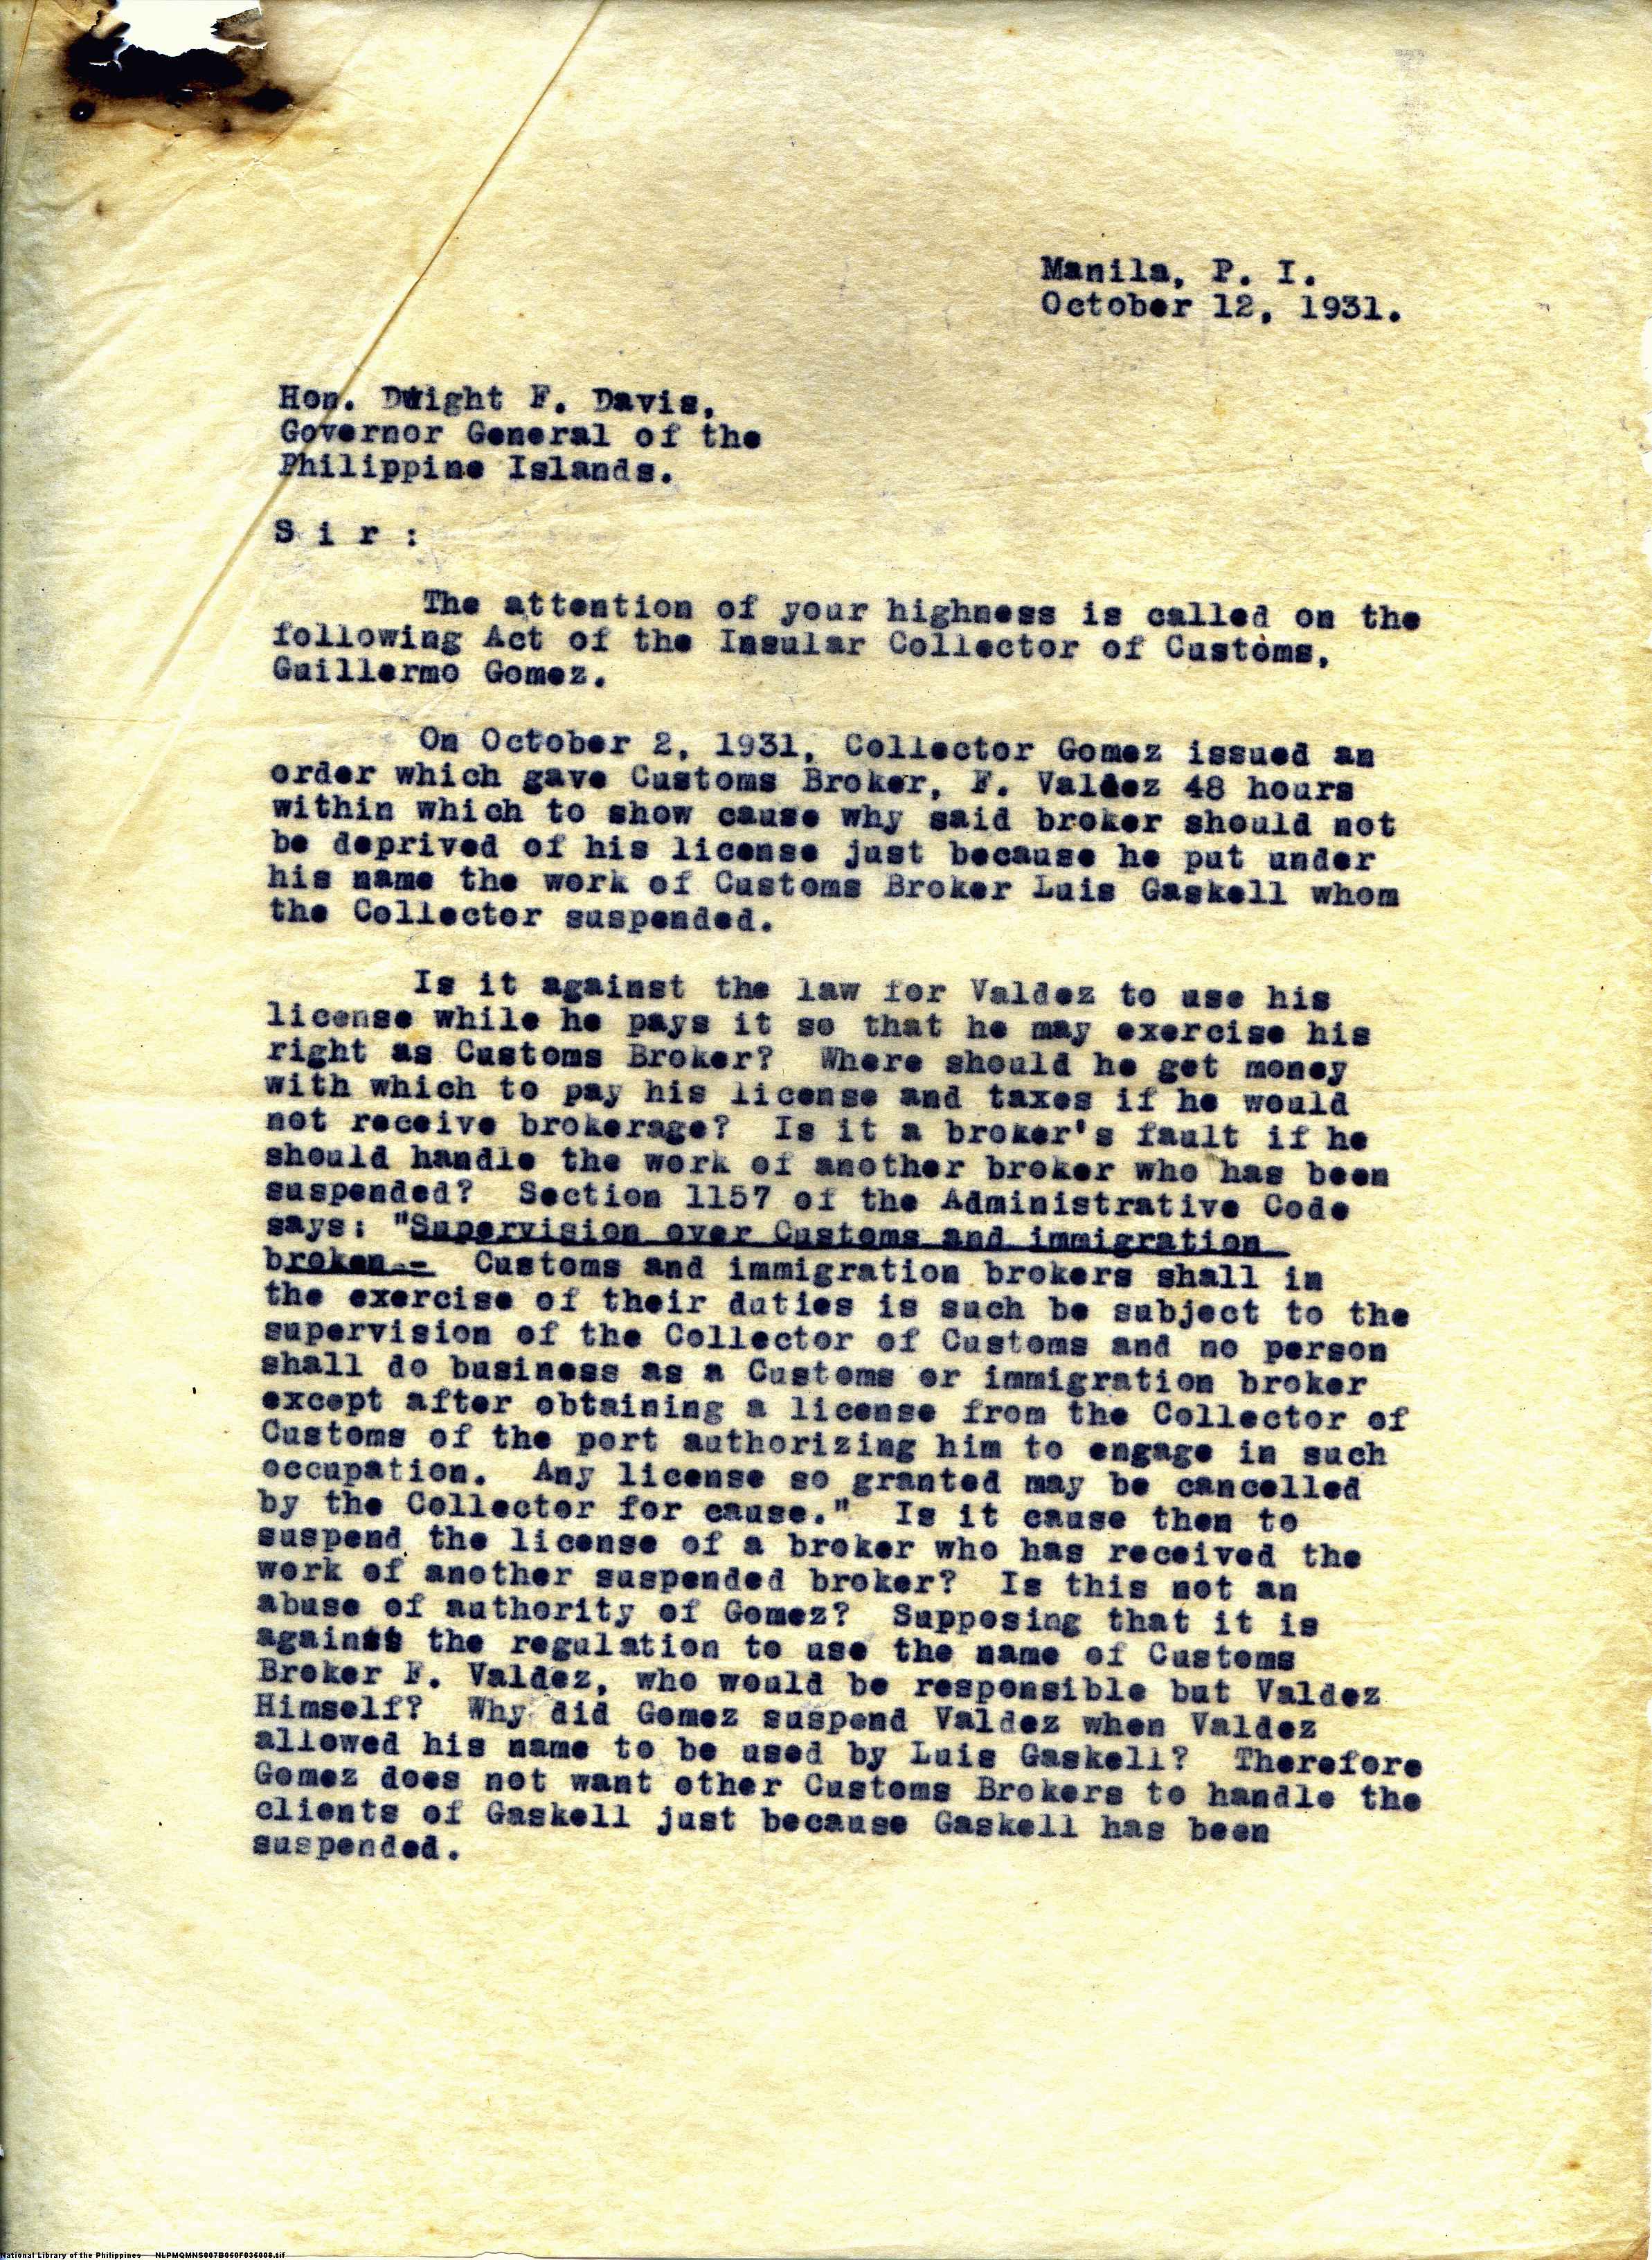 Manila, P. I.
October 12, 1931.
Hon. Dwight F. Davis,
Governor General of the
Philippine Islands.
S i r :
The attention of your highness is called on the
following Act of the Insular Collector of Customs,
Guillermo Gomez.
On October 2, 1931, Collector Gomez issued an
order which gave Customs Broker, F. Valdez 48 hours
within which to show cause why said broker should not
be deprived of his license just because he put under
his name the work of Customs Broker Luis Gaskell whom
the Collector suspended.
Is it against the law for Valdez to use his
license while he pays it so that he may exercise his
right as Customs Broker? Where should he get money
with which to pay his license and taxes if he would
not receive brokerage? Is it a broker's fault if he
should handle the work of another broker who has been
suspended? Section 1157 of the Administrative Code
says: "Supervision over Customs and immigration
broken.- Customs and immigration brokers shall in
the exercise of their duties is such be subject to the
supervision of the Collector of Customs and no person
shall do business as a Customs or immigration broker
except after obtaining a license from the Collector of
Customs of the port authorizing him to engage in such
occupation. Any license so granted may be cancelled
by the Collector for cause." Is it cause then to
suspend the license of a broker who has received the
work of another suspended broker? Is this not an
abuse of authority of Gomez? Supposing that it is
against the regulation to use the name of Customs
Broker F. Valdez, who would be responsible but Valdez
Himself? Why did Gomez suspend Valdez when Valdez
allowed his name to be used by Luis Gaskell? Therefore
Gomez does not want other Customs Brokers to handle the
clients of Gaskell just because Gaskell has been
suspended.
National Library of the Philippines NLPMQMNS007B050F035008.tif